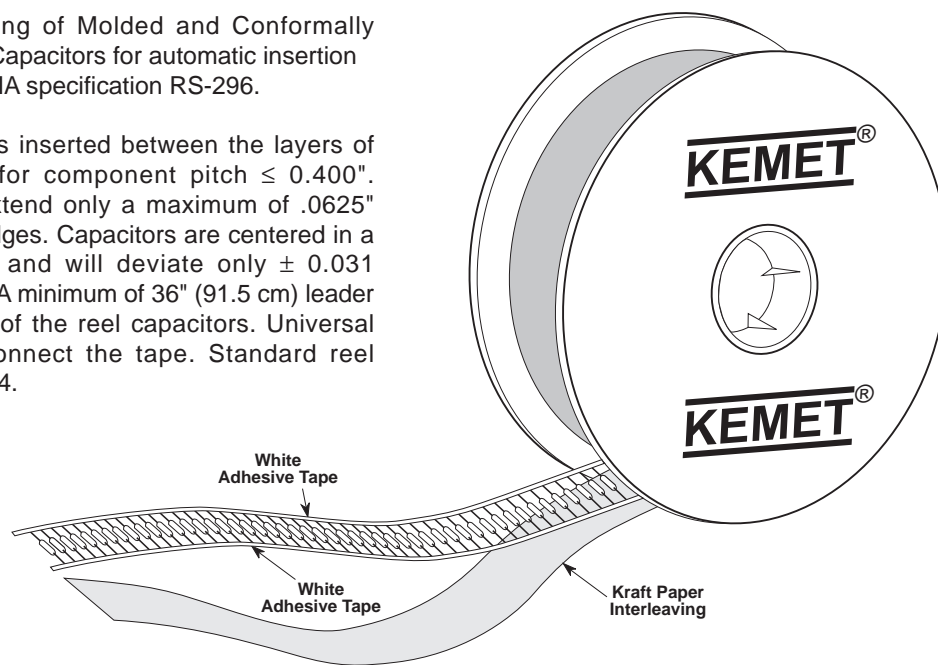 ng of Molded and Conformally
Capacitors for automatic insertion
IA specification RS-296.
s inserted between the layers of
for component pitch ≤ 0.400".
xtend only a maximum of .0625"
dges. Capacitors are centered in a
and will deviate only ± 0.031
A minimum of 36" (91.5 cm) leader
of the reel capacitors. Universal
onnect the tape. Standard reel
4.
KEMET®
KEMET®
White
Adhesive Tape
White
Adhesive Tape
Kraft Paper
Interleaving